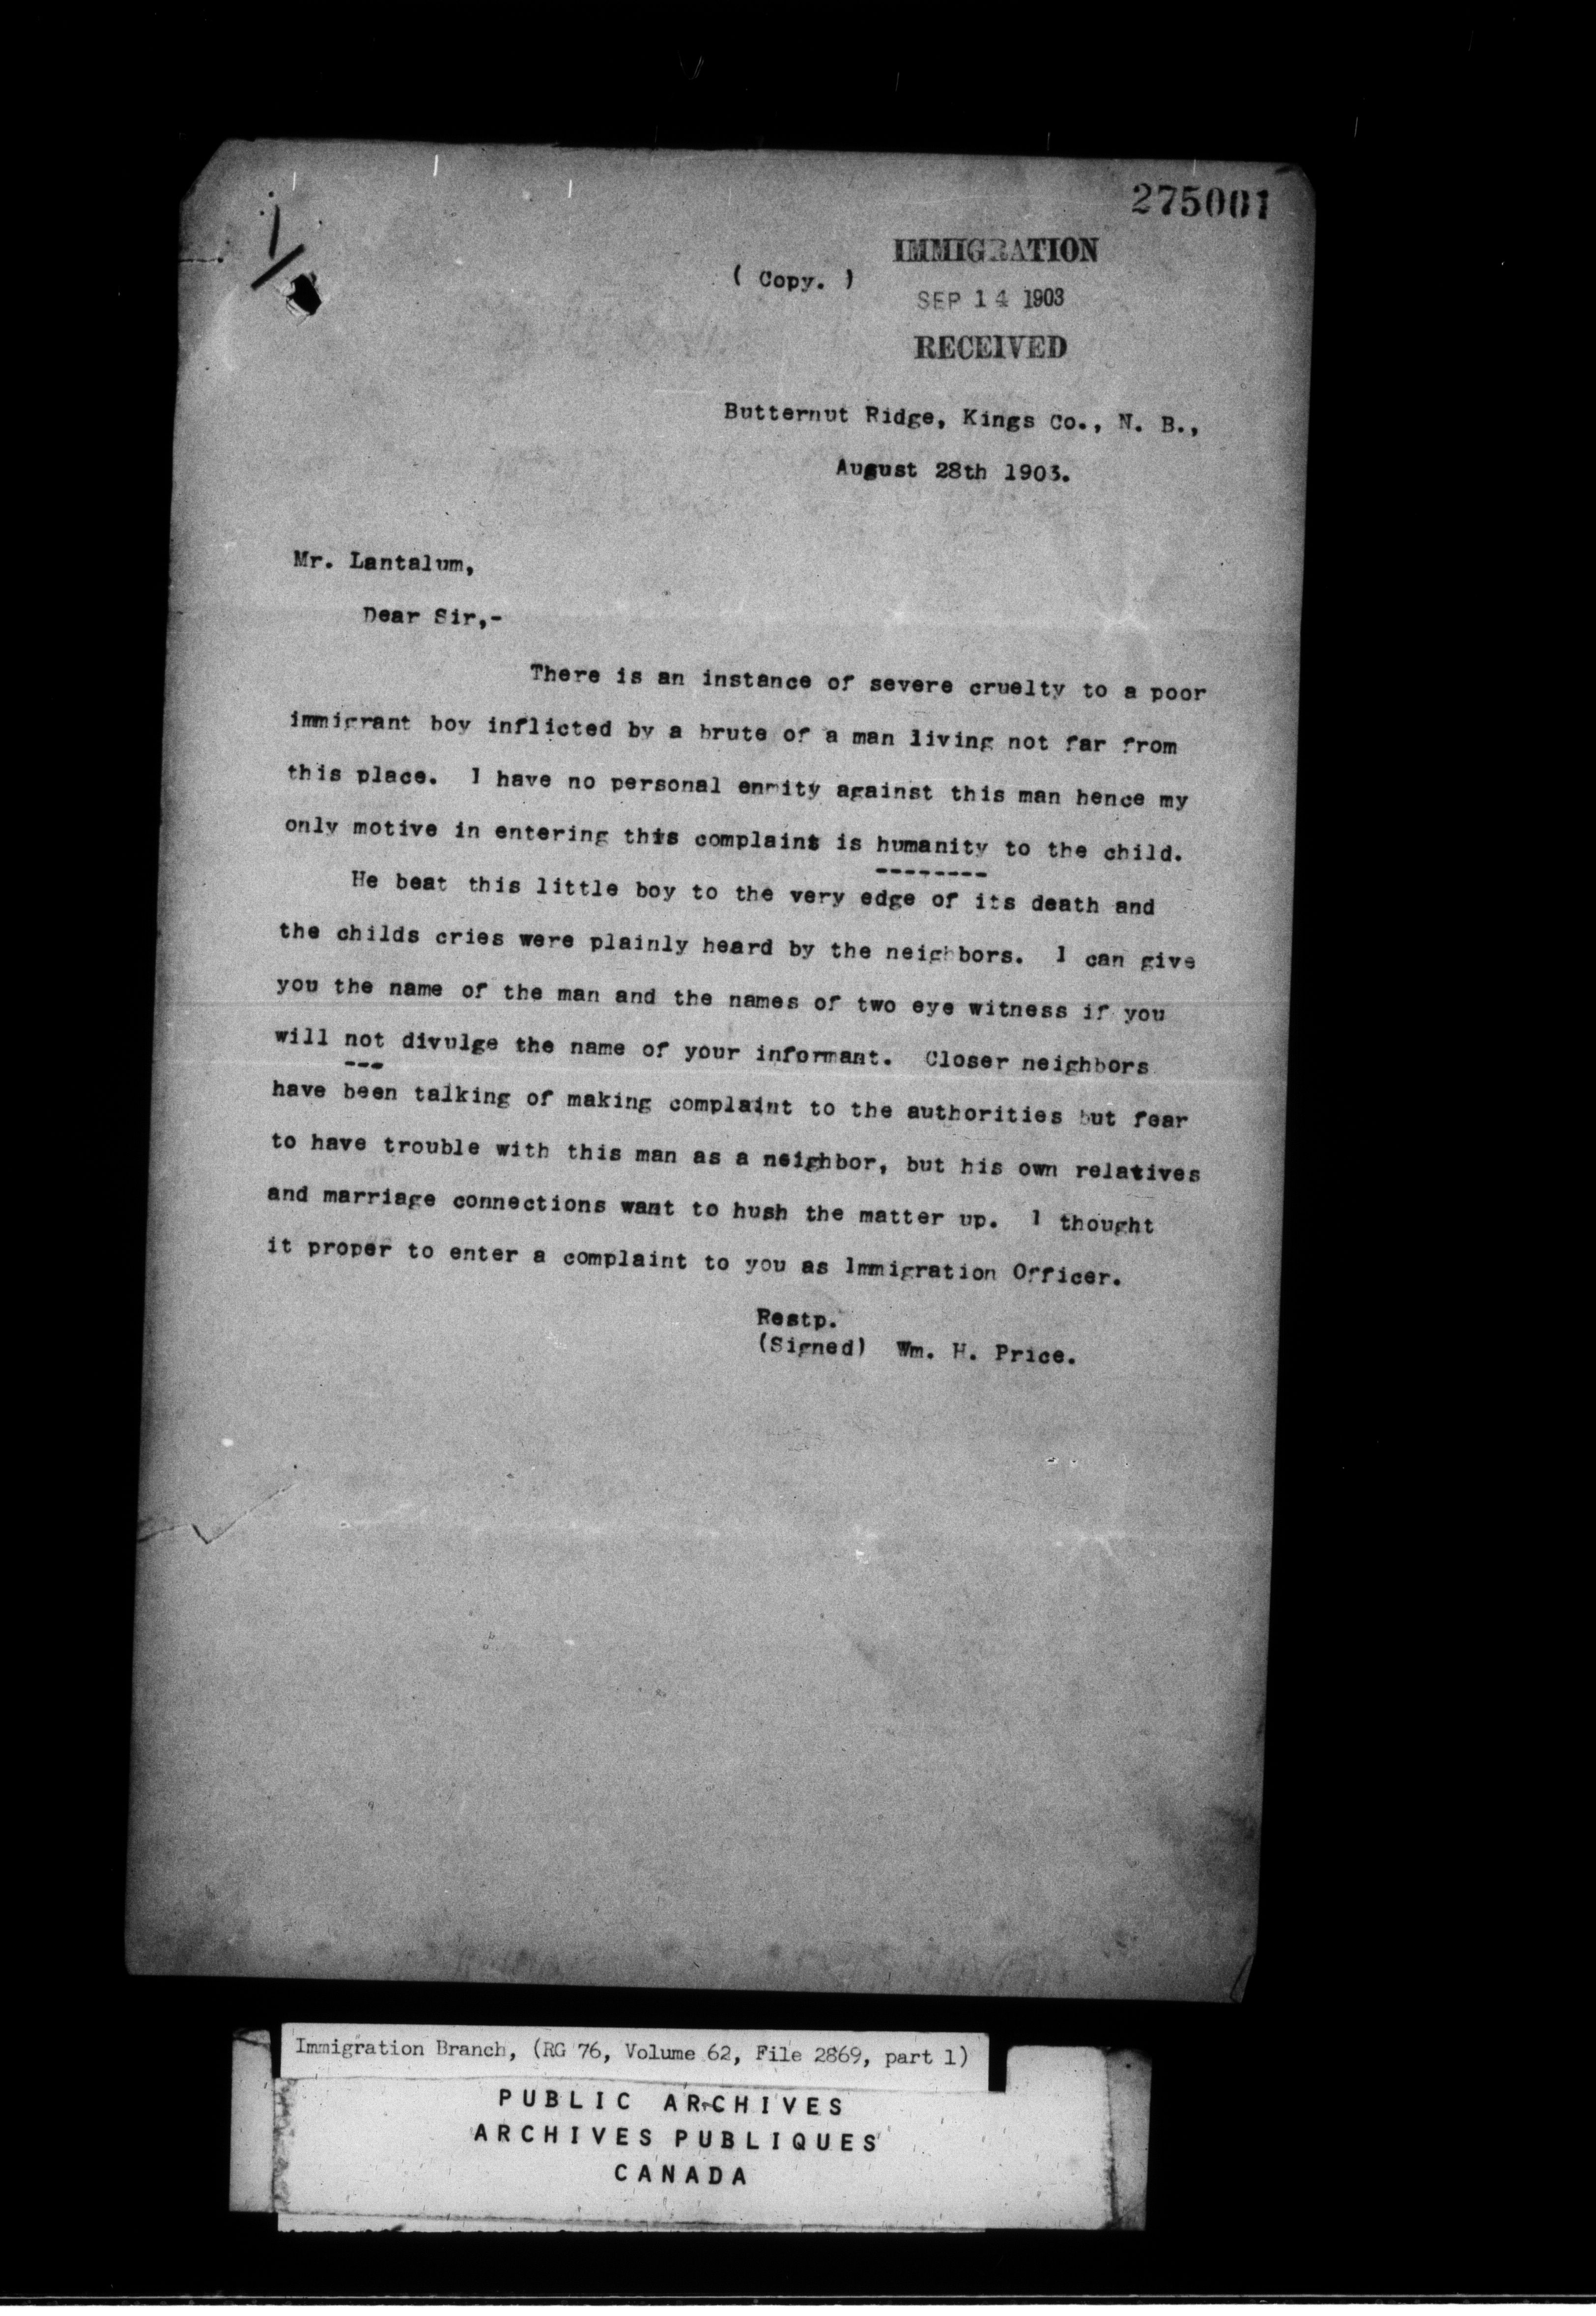 275001
IMMIGRATION
( Copy. )
SEP 14 1903
RECEIVED
Butternut Ridge, Kings Co., N. B.,
August 28th 1903.
Mr. Lantalum,
Dear Sir,-
There is an instance of severe cruelty to a poor
immigrant boy inflicted by a brute of a man living not far from
this place. I have no personal enmity against this man hence my
only motive in entering this complaint is humanity to the child.
He beat this little boy to the very edge of its death and
the childs cries were plainly heard by the neighbors. I can give
you the name of the man and the names of two eye witness if you
will not divulge the name of your informant. Closer neighbors
have been talking of making complaint to the authorities but fear
to have trouble with this man as a neighbor, but his own relatives
and marriage connections want to hush the matter up. I thought
it proper to enter a complaint to you as Immigration Officer.
Restp.
(Signed) Wm. H. Price.
Immigration Branch, (RG 76, Volume 62, File 2869, part 1)
PUBLIC ARCHIVES
ARCHIVES PUBLIQUES
CANADA